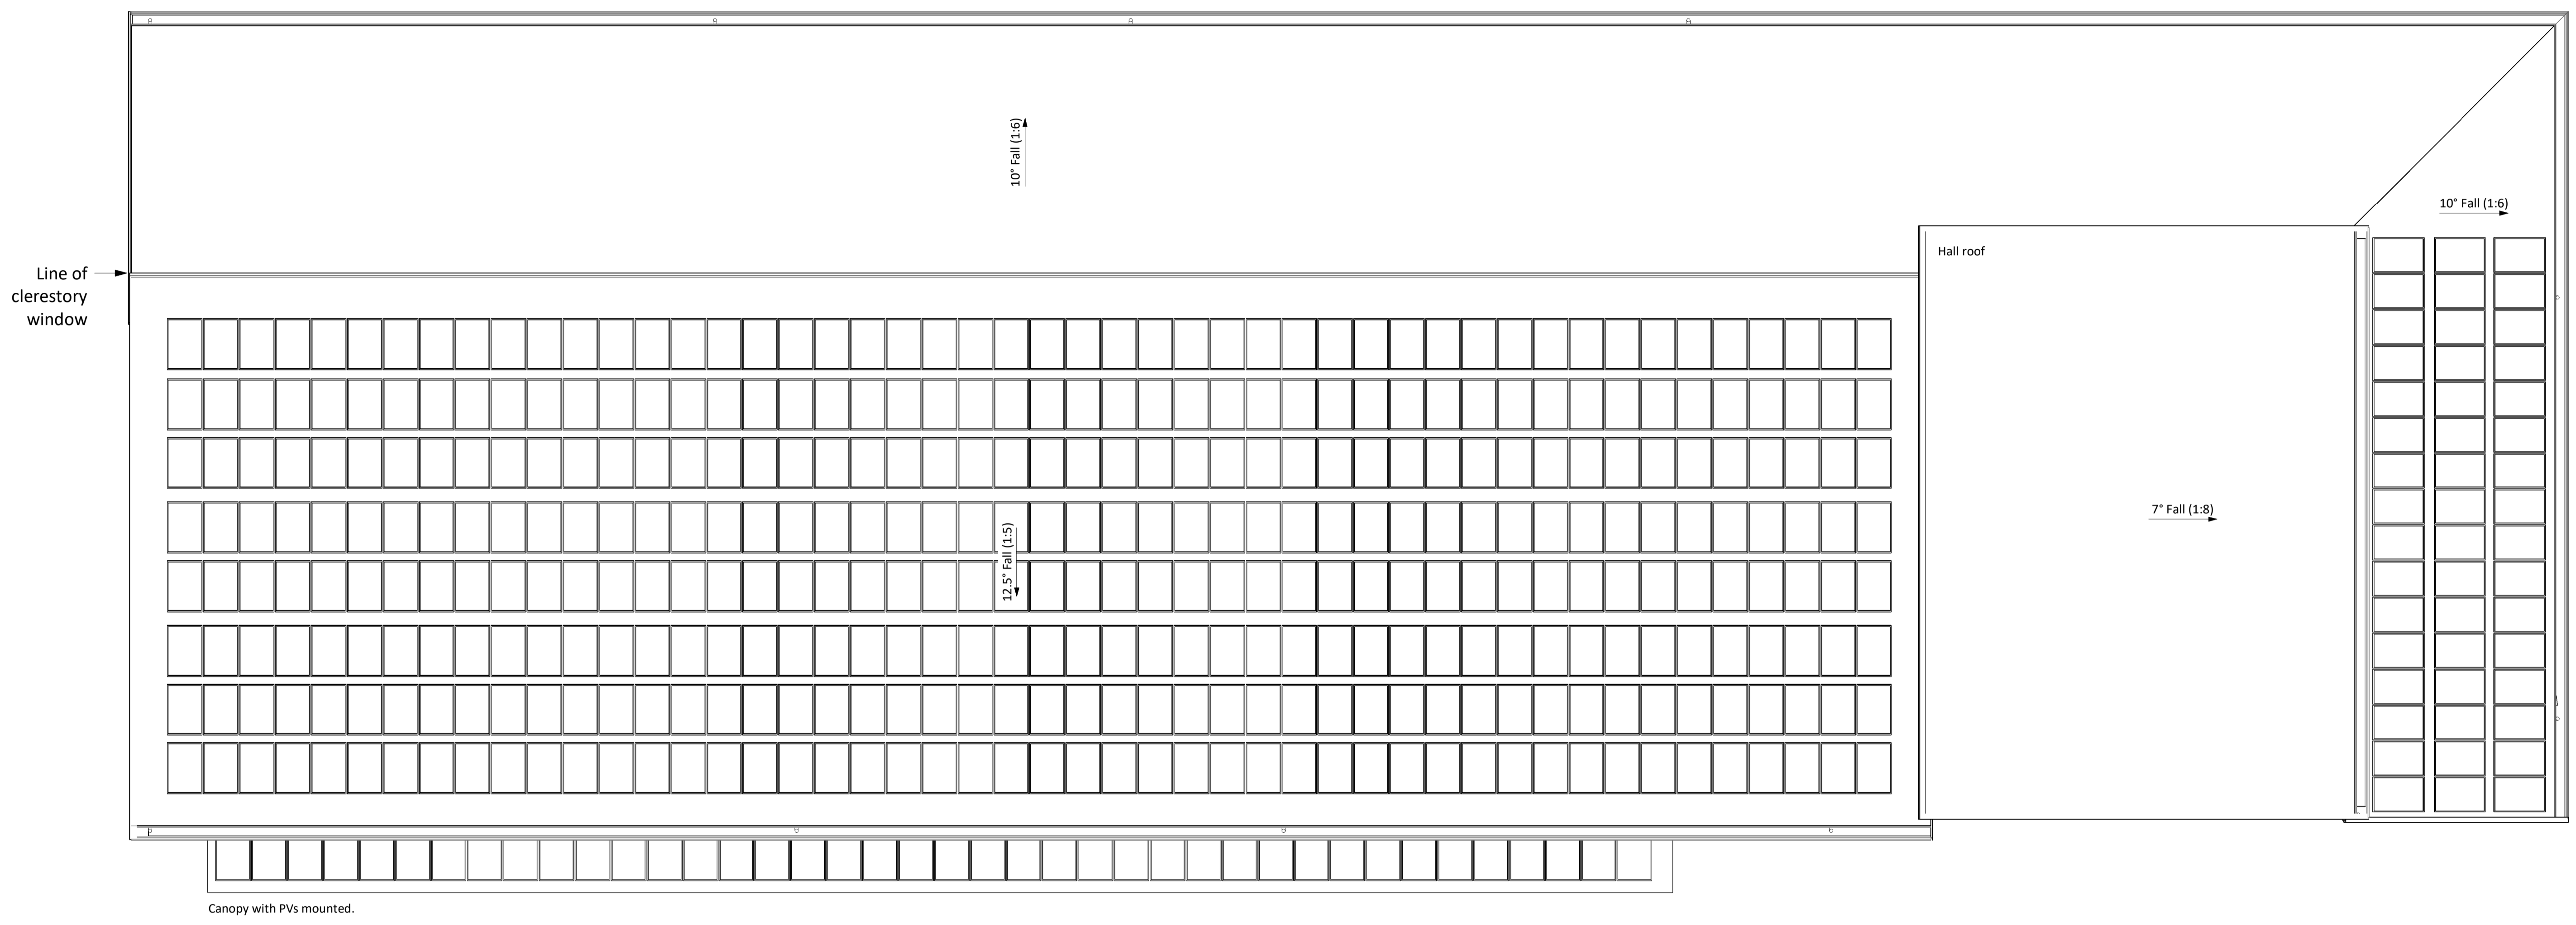 10° Fall (1:6)
10° Fall (1:6)
Hall roof
Line of
clerestory
window
7° Fall (1:8)
12.5° Fall (1:5)
Canopy with PVs mounted.